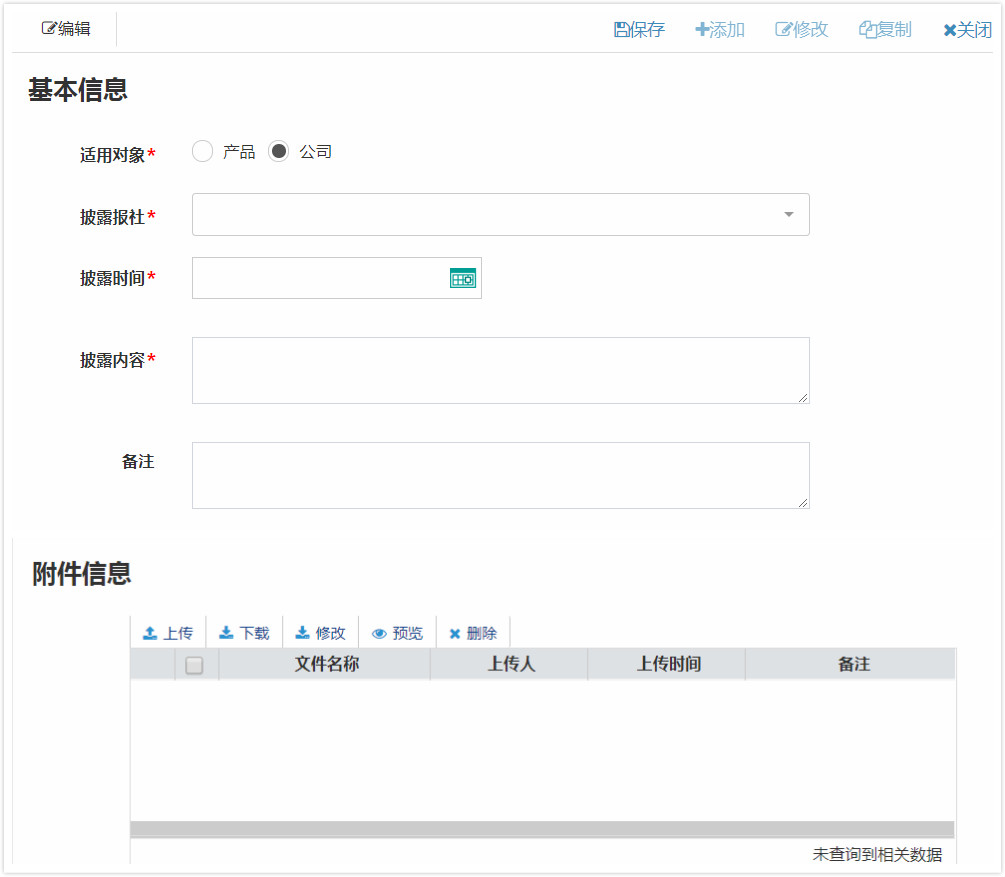 编辑 保存 添加 修改 复制 关闭
基本信息
适用对象* 产品 公司
披露报社*
披露时间*
披露内容*
备注
附件信息
上传 下载 修改 预览 删除
文件名称 上传人 上传时间 备注
未查询到相关数据